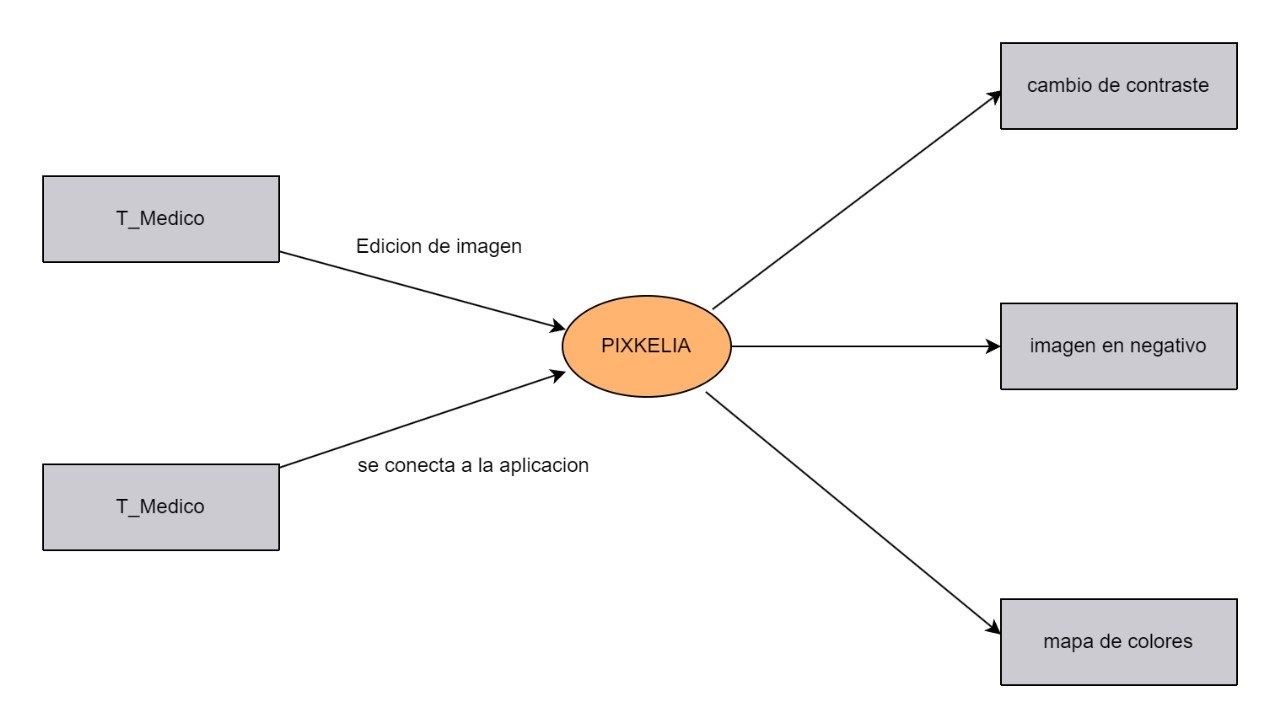 cambio de contraste
T_Medico
Edicion de imagen
PIXKELIA
imagen en negativo
se conecta a la aplicacion
T_Medico
mapa de colores